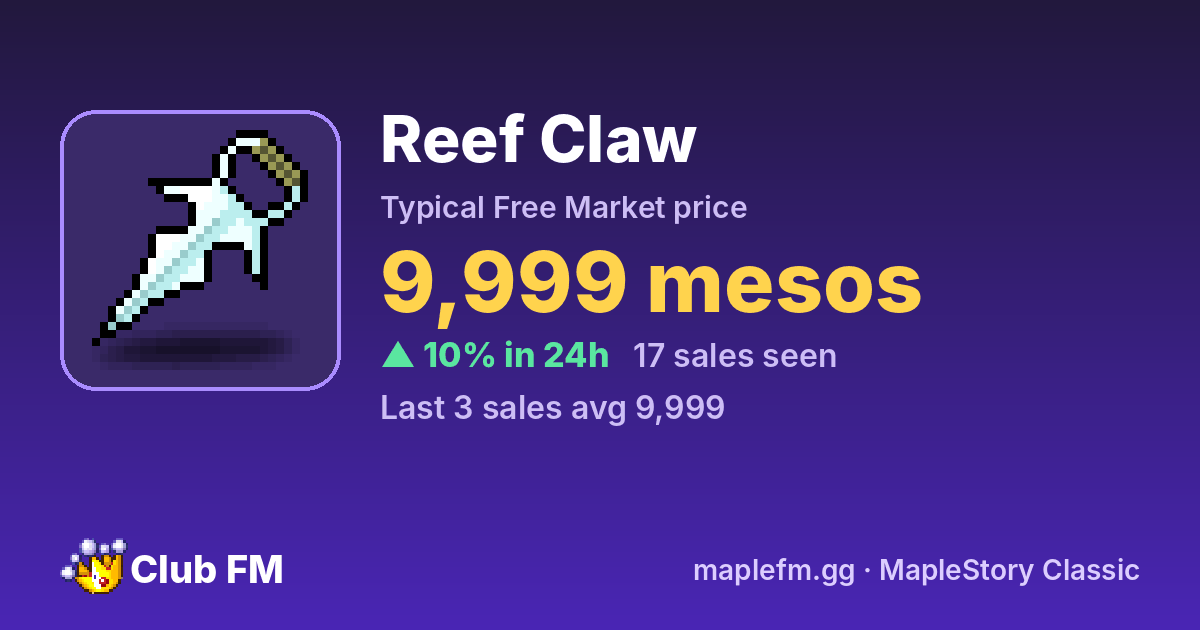 Reef Claw
Typical Free Market price
9,999 mesos
▲ 10% in 24h 17 sales seen
Last 3 sales avg 9,999
Club FM
maplefm.gg · MapleStory Classic